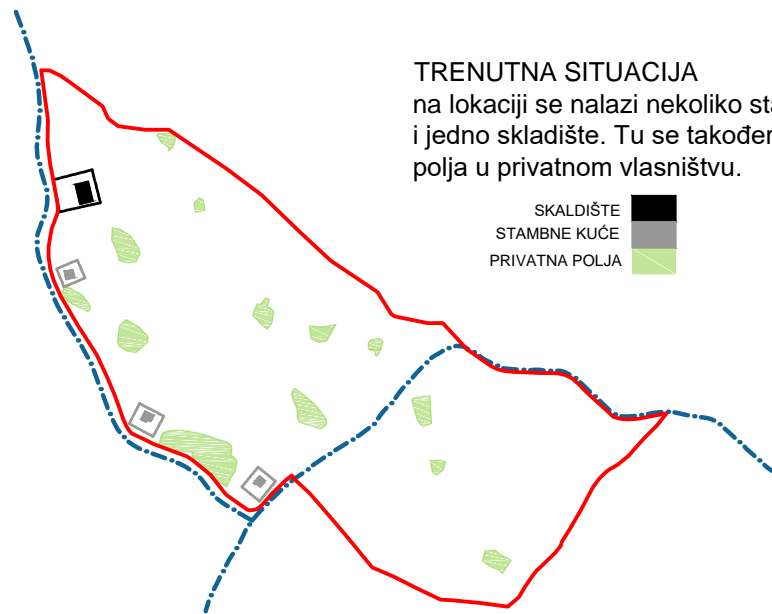 TRENUTNA SITUACIJA
na lokaciji se nalazi nekoliko
i jedno skladište. Tu se također
polja u privatnom vlasništvu.
SKALDIŠTE
STAMBNE KUĆE
PRIVATNA POLJA